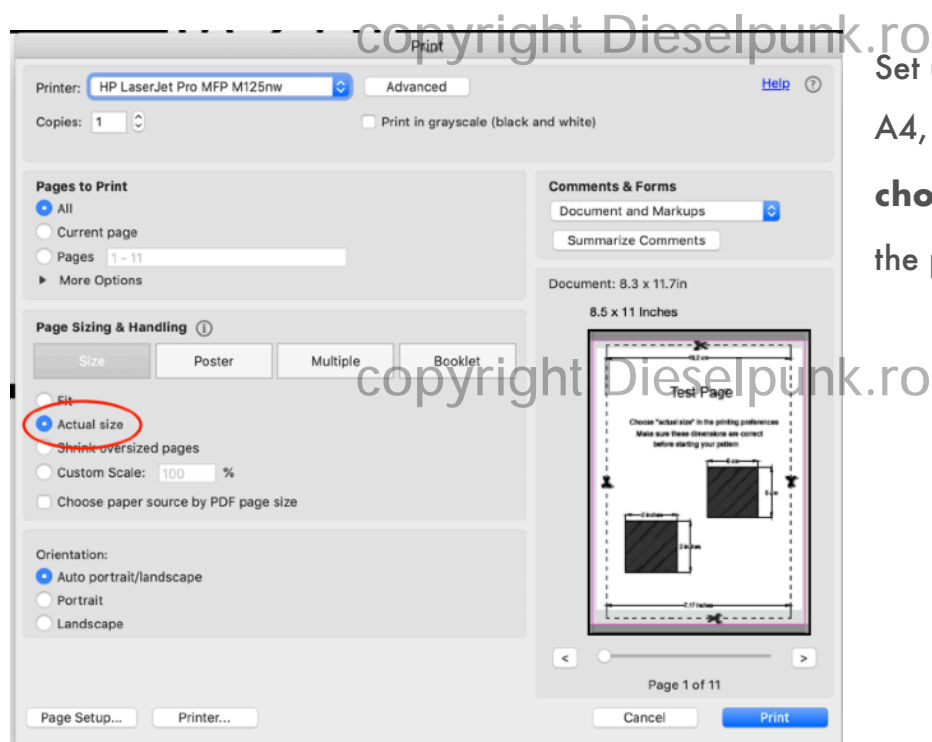 copyright Dieselpunk.ro
Print
Printer: HP LaserJet Pro MFP M125nw Advanced Help ?
Copies: 1 Print in grayscale (black and white)
Pages to Print
All
Current page
Pages 1 - 11
More Options
Comments & Forms
Document and Markups
Summarize Comments
Document: 8.3 x 11.7in
8.5 x 11 Inches
Page Sizing & Handling
Size Poster Multiple Booklet
Fit
Actual size
Shrink oversized pages
Custom Scale: 100 %
Choose paper source by PDF page size
Orientation:
Auto portrait/landscape
Portrait
Landscape
copyright Dieselpunk.ro
Test Page
Choose "actual size" in the printing preferences
Make sure these dimensions are correct
before starting your pattern
5 cm
2 inches
2 inches
7,17 inches
< >
Page 1 of 11
Page Setup... Printer... Cancel Print
Set
A4,
cho
the